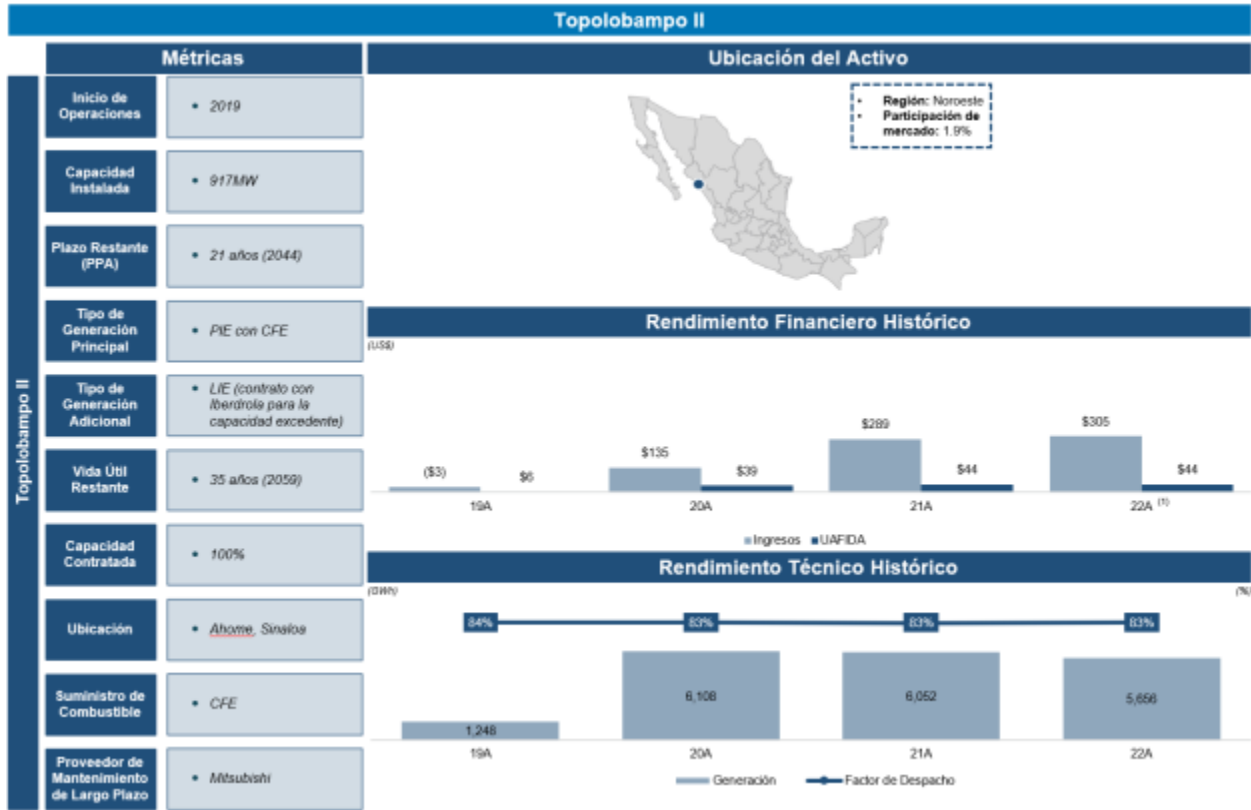 Topolobampo II
Topolobampo II
Métricas
Inicio de
Operaciones
• 2019
Capacidad
Instalada
• 917MW
Plazo Restante
(PPA)
• 21 años (2044)
Tipo de
Generación
Principal
• PIE con CFE
Tipo de
Generación
Adicional
• LIE (contrato con
Iberdrola para la
capacidad excedente)
Vida Útil
Restante
• 35 años (2059)
Capacidad
Contratada
• 100%
Ubicación
• Ahome, Sinaloa
Suministro de
Combustible
• CFE
Proveedor de
Mantenimiento
de Largo Plazo
• Mitsubishi
Ubicación del Activo
• Región: Noroeste
• Participación de
mercado: 1.9%
Rendimiento Financiero Histórico
(US$)
($3) $6 $135 $39 $289 $44 $305 $44
19A 20A 21A 22A (1)
Ingresos UAFIDA
Rendimiento Técnico Histórico
(GWh) (%)
84% 83% 83% 83%
1,248 6,108 6,052 5,656
19A 20A 21A 22A
Generación Factor de Despacho